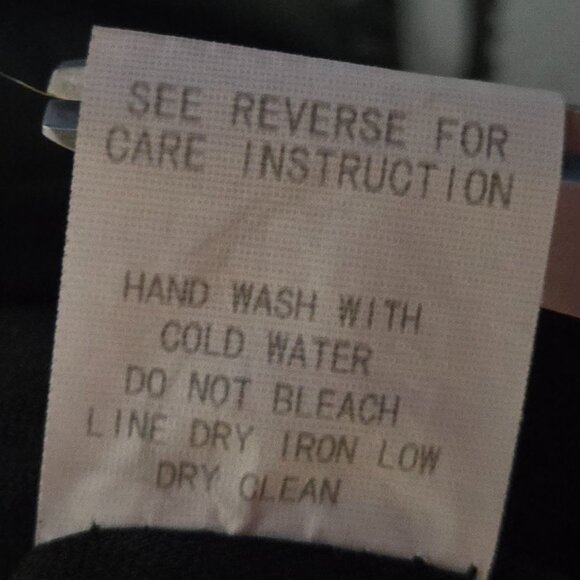 SEE REVERSE FOR
CARE INSTRUCTION
HAND WASH WITH
COLD WATER
DO NOT BLEACH
LINE DRY IRON LOW
DRY CLEAN